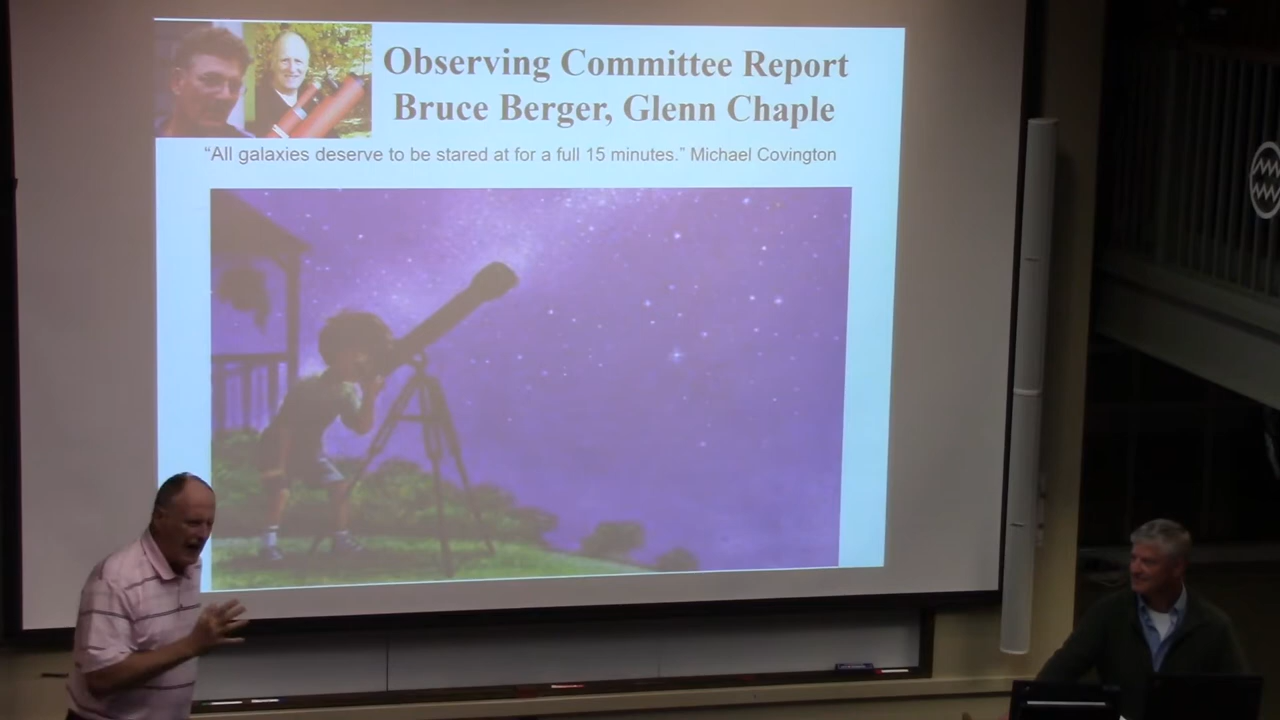 Observing Committee Report
Bruce Berger, Glenn Chaple
“All galaxies deserve to be stared at for a full 15 minutes.” Michael Covington